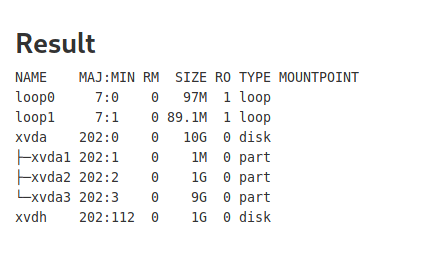 Result
NAME    MAJ:MIN RM  SIZE RO TYPE MOUNTPOINT
loop0     7:0    0   97M  1 loop
loop1     7:1    0 89.1M  1 loop
xvda    202:0    0   10G  0 disk
├─xvda1 202:1    0    1M  0 part
├─xvda2 202:2    0    1G  0 part
└─xvda3 202:3    0    9G  0 part
xvdh    202:112  0    1G  0 disk